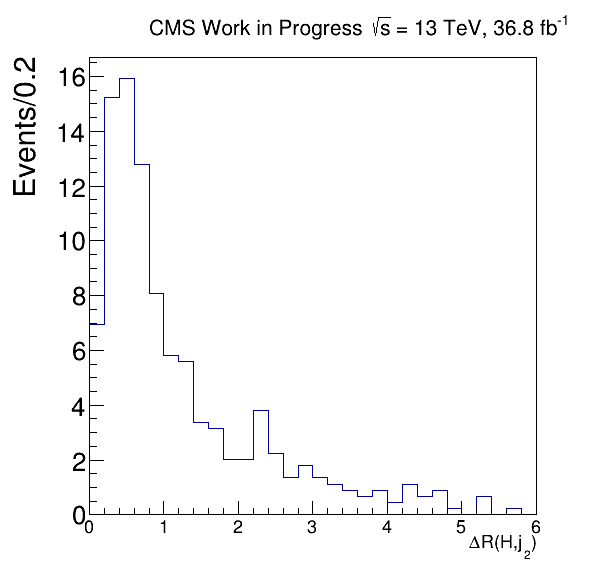 CMS Work in Progress √s = 13 TeV, 36.8 fb⁻¹
Events/0.2
16
14
12
10
8
6
4
2
0
0 1 2 3 4 5 6
ΔR(H,j₂)